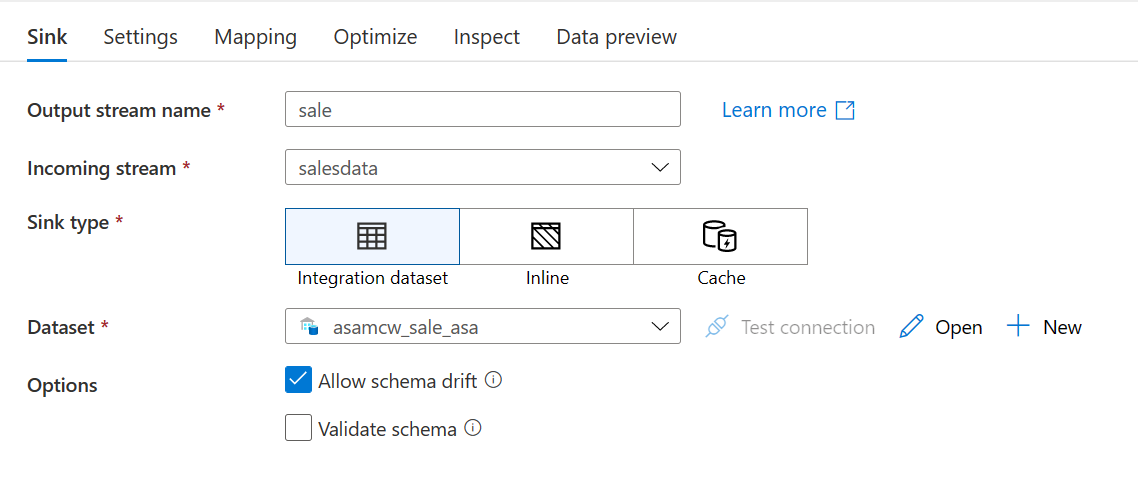 Sink Settings Mapping Optimize Inspect Data preview
Output stream name * sale Learn more
Incoming stream * salesdata
Sink type *
Integration dataset Inline Cache
Dataset * asamcw_sale_asa Test connection Open New
Options Allow schema drift
Validate schema